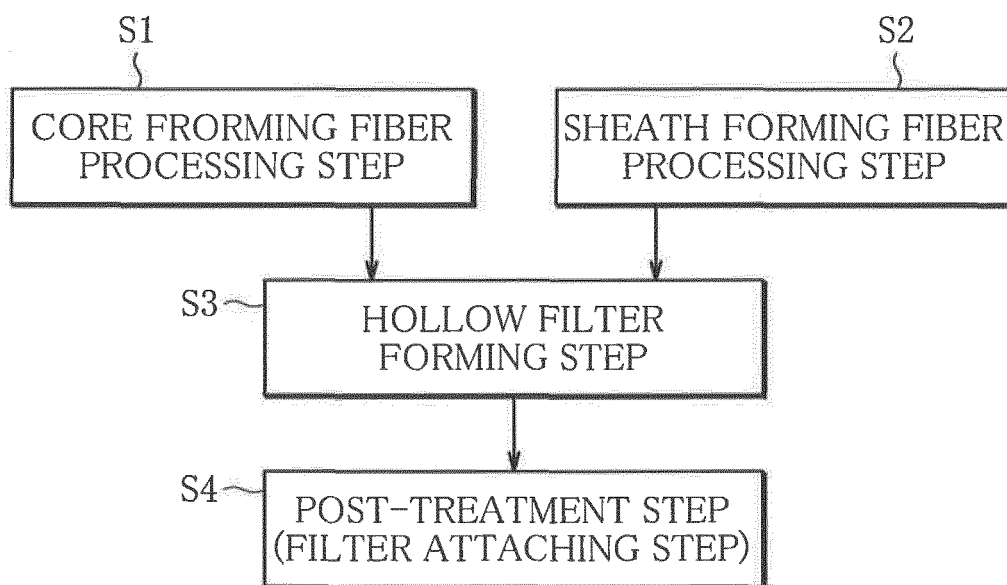 S1
S2
CORE FRORMING FIBER
PROCESSING STEP
SHEATH FORMING FIBER
PROCESSING STEP
S3
HOLLOW FILTER
FORMING STEP
S4
POST-TREATMENT STEP
(FILTER ATTACHING STEP)